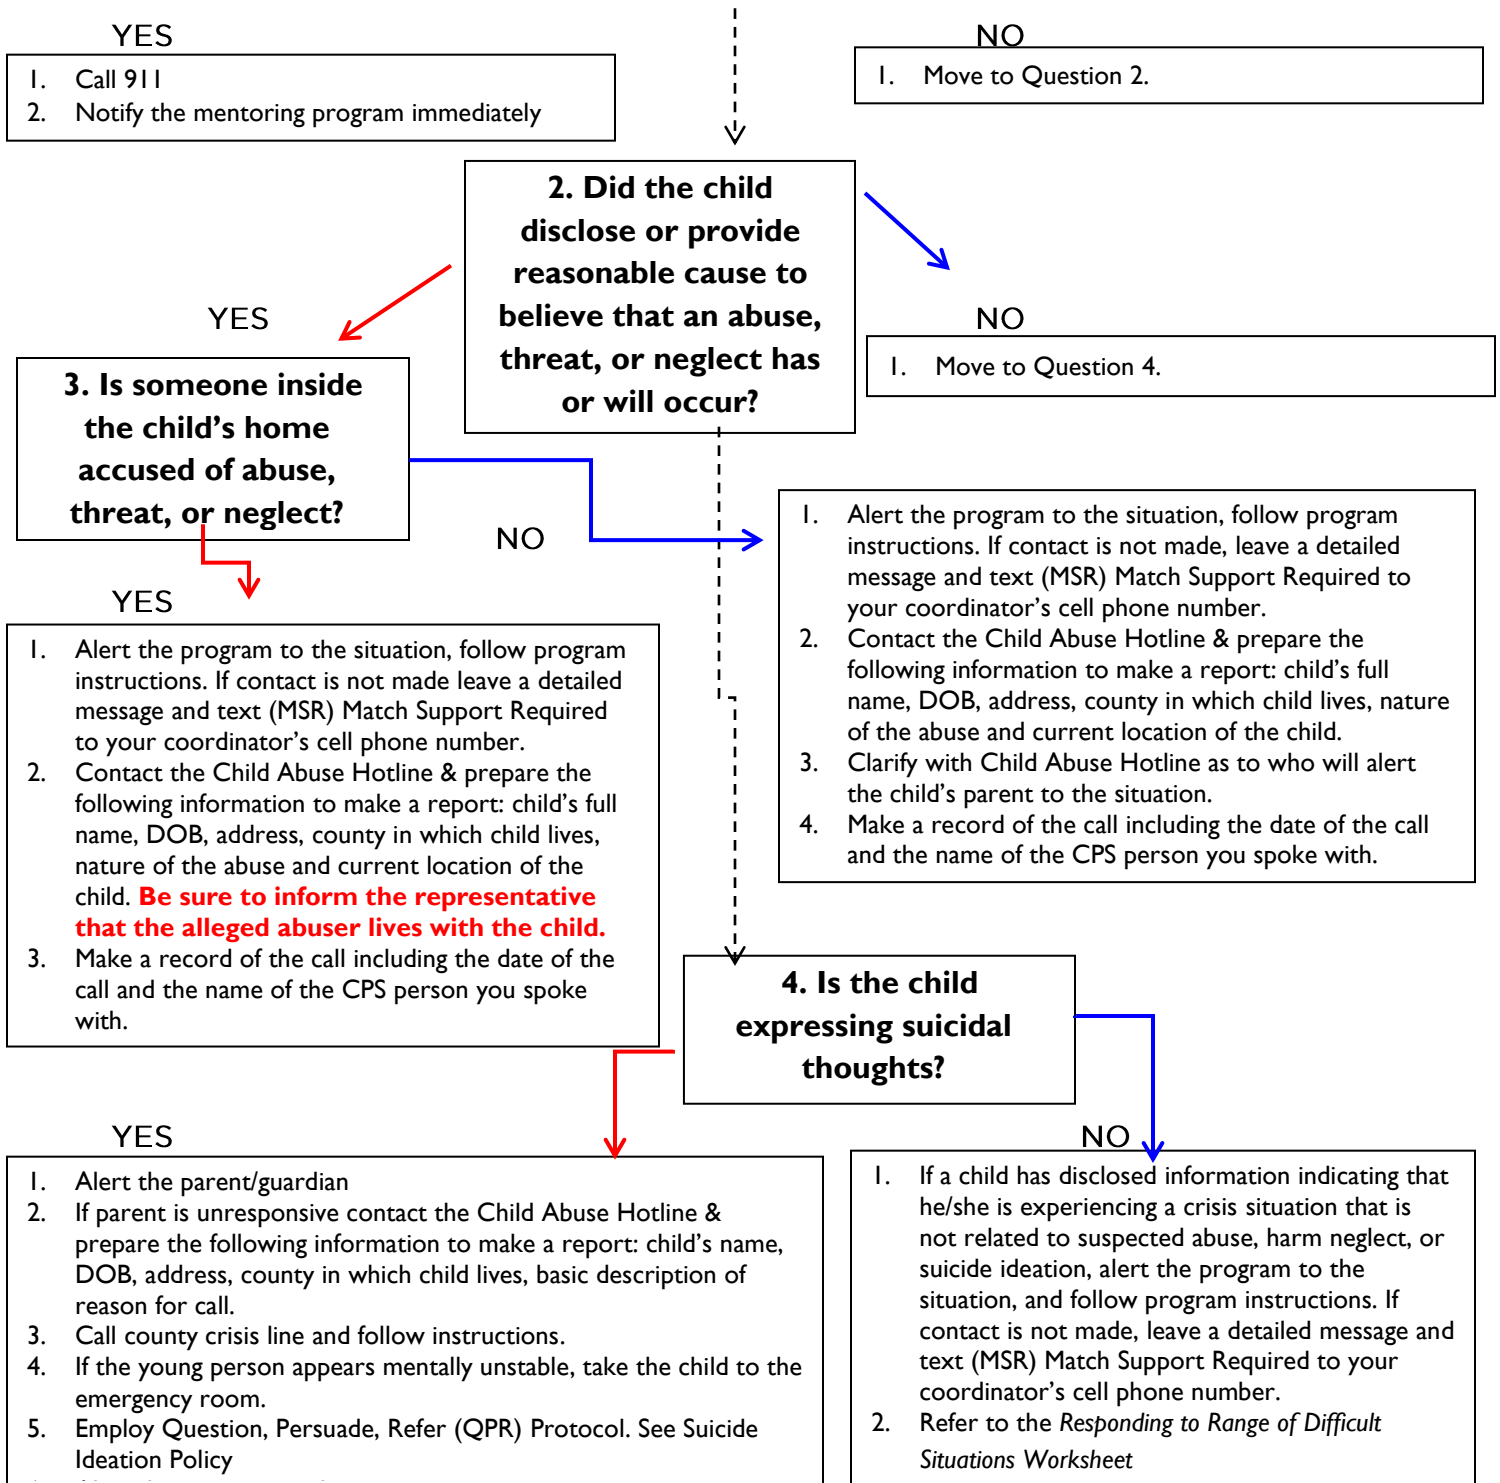 YES
1. Call 911
2. Notify the mentoring program immediately
NO
1. Move to Question 2.
2. Did the child
disclose or provide
reasonable cause to
believe that an abuse,
threat, or neglect has
or will occur?
YES
NO
1. Move to Question 4.
3. Is someone inside
the child’s home
accused of abuse,
threat, or neglect?
NO
1. Alert the program to the situation, follow program
instructions. If contact is not made, leave a detailed
message and text (MSR) Match Support Required to
your coordinator’s cell phone number.
2. Contact the Child Abuse Hotline & prepare the
following information to make a report: child’s full
name, DOB, address, county in which child lives, nature
of the abuse and current location of the child.
3. Clarify with Child Abuse Hotline as to who will alert
the child’s parent to the situation.
4. Make a record of the call including the date of the call
and the name of the CPS person you spoke with.
YES
1. Alert the program to the situation, follow program
instructions. If contact is not made leave a detailed
message and text (MSR) Match Support Required
to your coordinator’s cell phone number.
2. Contact the Child Abuse Hotline & prepare the
following information to make a report: child’s full
name, DOB, address, county in which child lives,
nature of the abuse and current location of the
child. Be sure to inform the representative
that the alleged abuser lives with the child.
3. Make a record of the call including the date of the
call and the name of the CPS person you spoke
with.
4. Is the child
expressing suicidal
thoughts?
YES
1. Alert the parent/guardian
2. If parent is unresponsive contact the Child Abuse Hotline &
prepare the following information to make a report: child’s name,
DOB, address, county in which child lives, basic description of
reason for call.
3. Call county crisis line and follow instructions.
4. If the young person appears mentally unstable, take the child to the
emergency room.
5. Employ Question, Persuade, Refer (QPR) Protocol. See Suicide
Ideation Policy
NO
1. If a child has disclosed information indicating that
he/she is experiencing a crisis situation that is
not related to suspected abuse, harm neglect, or
suicide ideation, alert the program to the
situation, and follow program instructions. If
contact is not made, leave a detailed message and
text (MSR) Match Support Required to your
coordinator’s cell phone number.
2. Refer to the Responding to Range of Difficult
Situations Worksheet